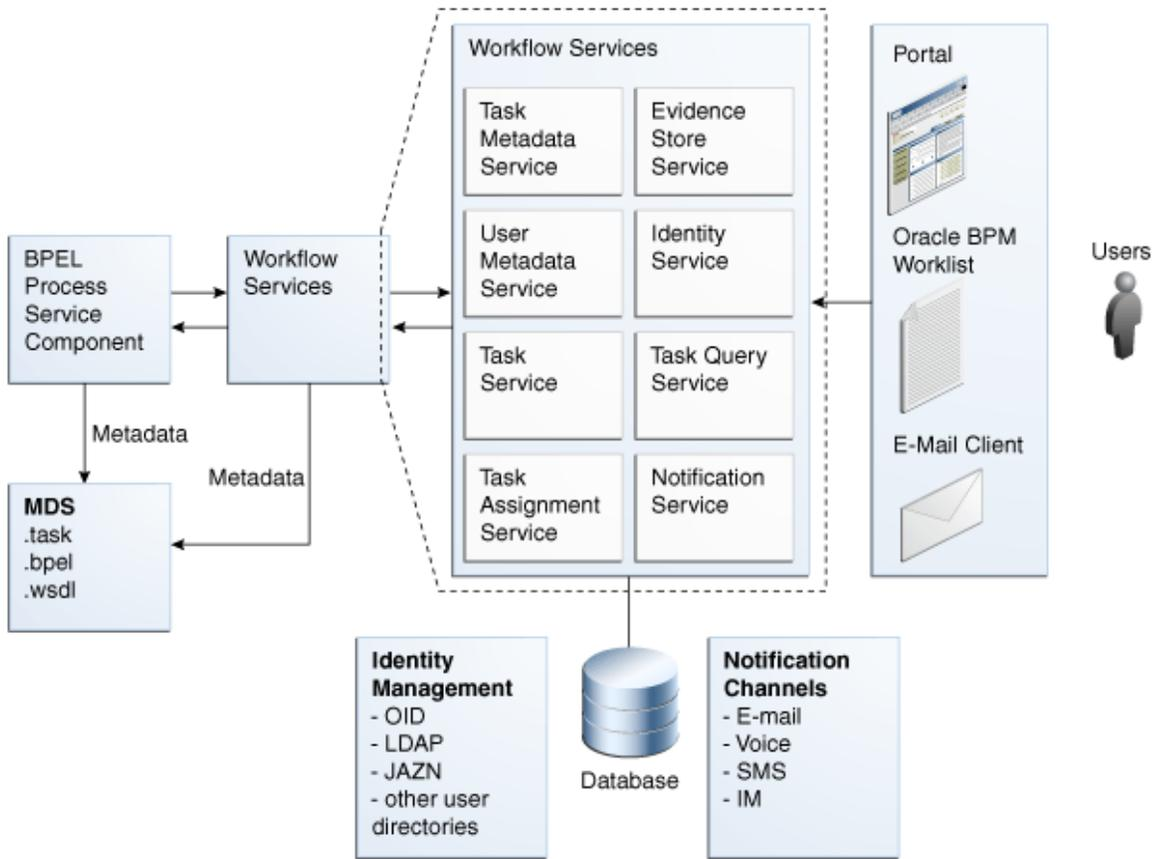 Workflow Services
Task
Metadata
Service
Evidence
Store
Service
User
Metadata
Service
Identity
Service
Task
Service
Task Query
Service
Task
Assignment
Service
Notification
Service
Portal
Oracle BPM
Worklist
E-Mail Client
Users
BPEL
Process
Service
Component
Workflow
Services
Metadata
Metadata
MDS
.task
.bpel
.wsdl
Identity
Management
- OID
- LDAP
- JAZN
- other user
directories
Database
Notification
Channels
- E-mail
- Voice
- SMS
- IM